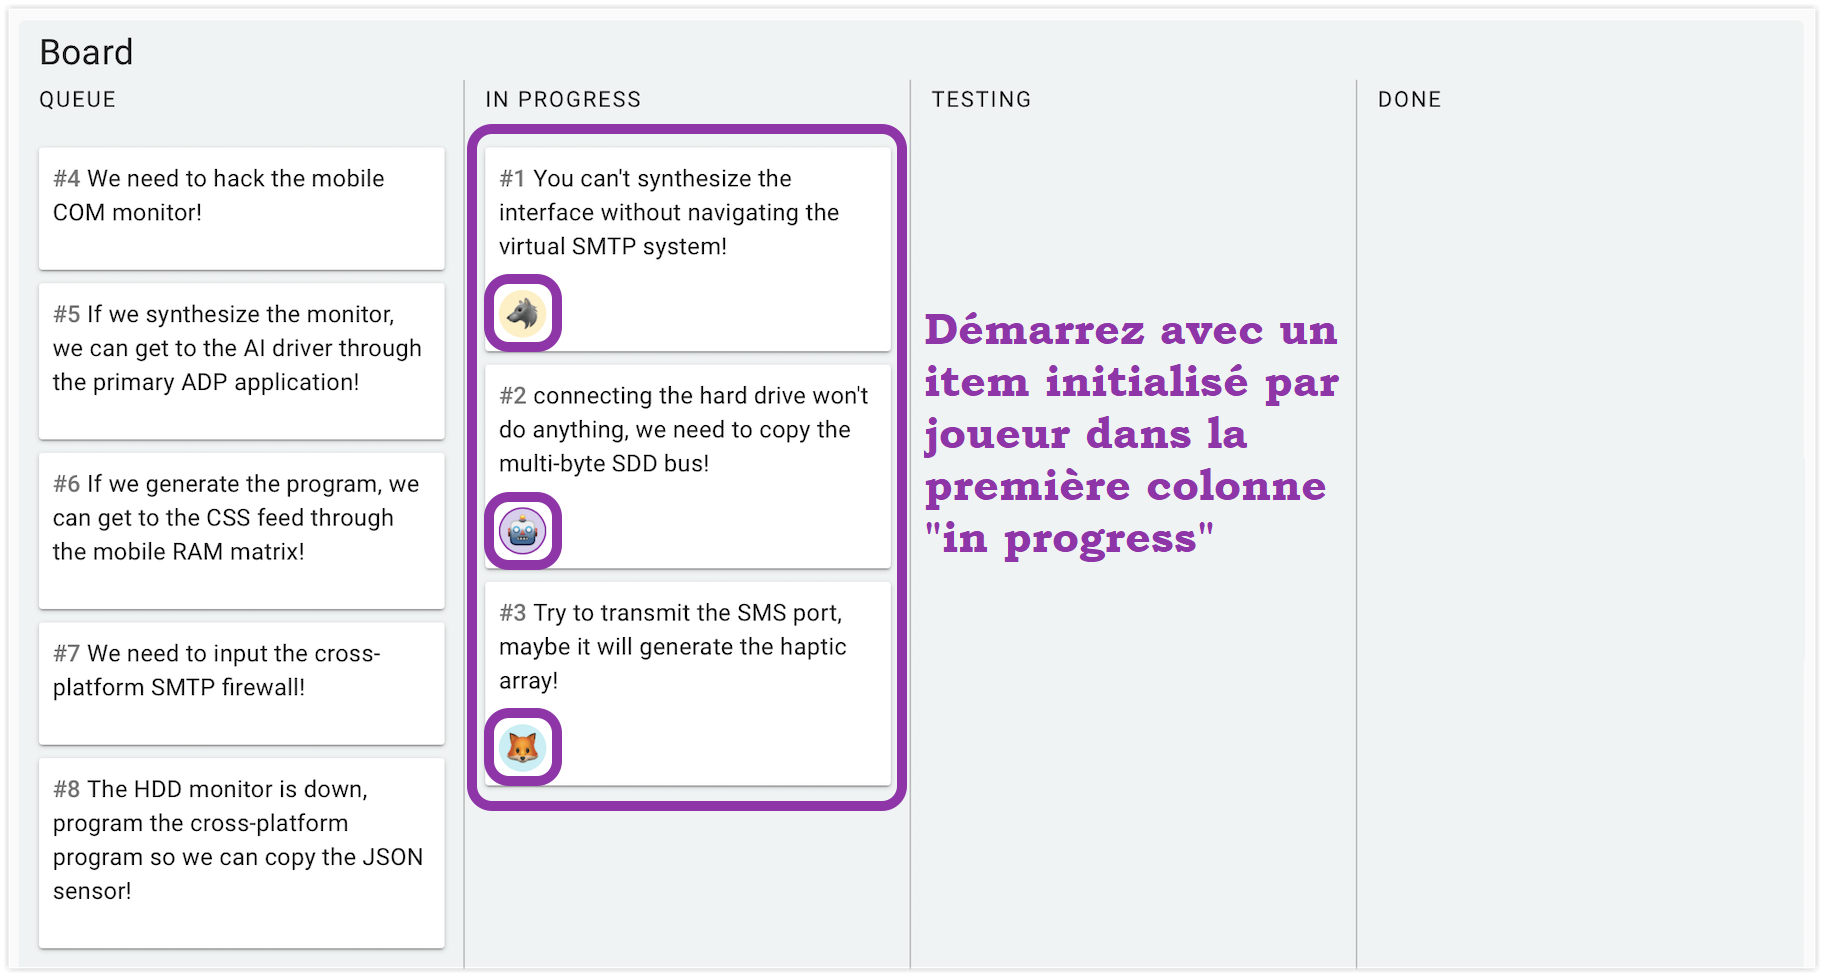 Board
QUEUE
#4 We need to hack the mobile
COM monitor!
#5 If we synthesize the monitor,
we can get to the AI driver through
the primary ADP application!
#6 If we generate the program, we
can get to the CSS feed through
the mobile RAM matrix!
#7 We need to input the cross-
platform SMTP firewall!
#8 The HDD monitor is down,
program the cross-platform
program so we can copy the JSON
sensor!
IN PROGRESS
#1 You can't synthesize the
interface without navigating the
virtual SMTP system!
#2 connecting the hard drive won't
do anything, we need to copy the
multi-byte SDD bus!
#3 Try to transmit the SMS port,
maybe it will generate the haptic
array!
TESTING
Démarrez avec un
item initialisé par
joueur dans la
première colonne
"in progress"
DONE